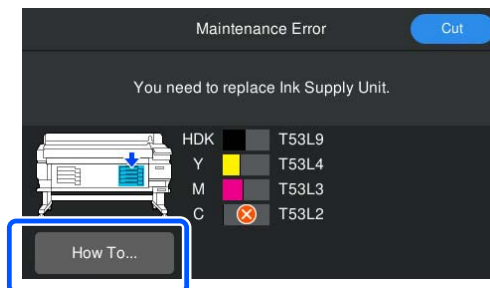 Maintenance Error
Cut
You need to replace Ink Supply Unit.
HDK T53L9
Y T53L4
M T53L3
C T53L2
How To...